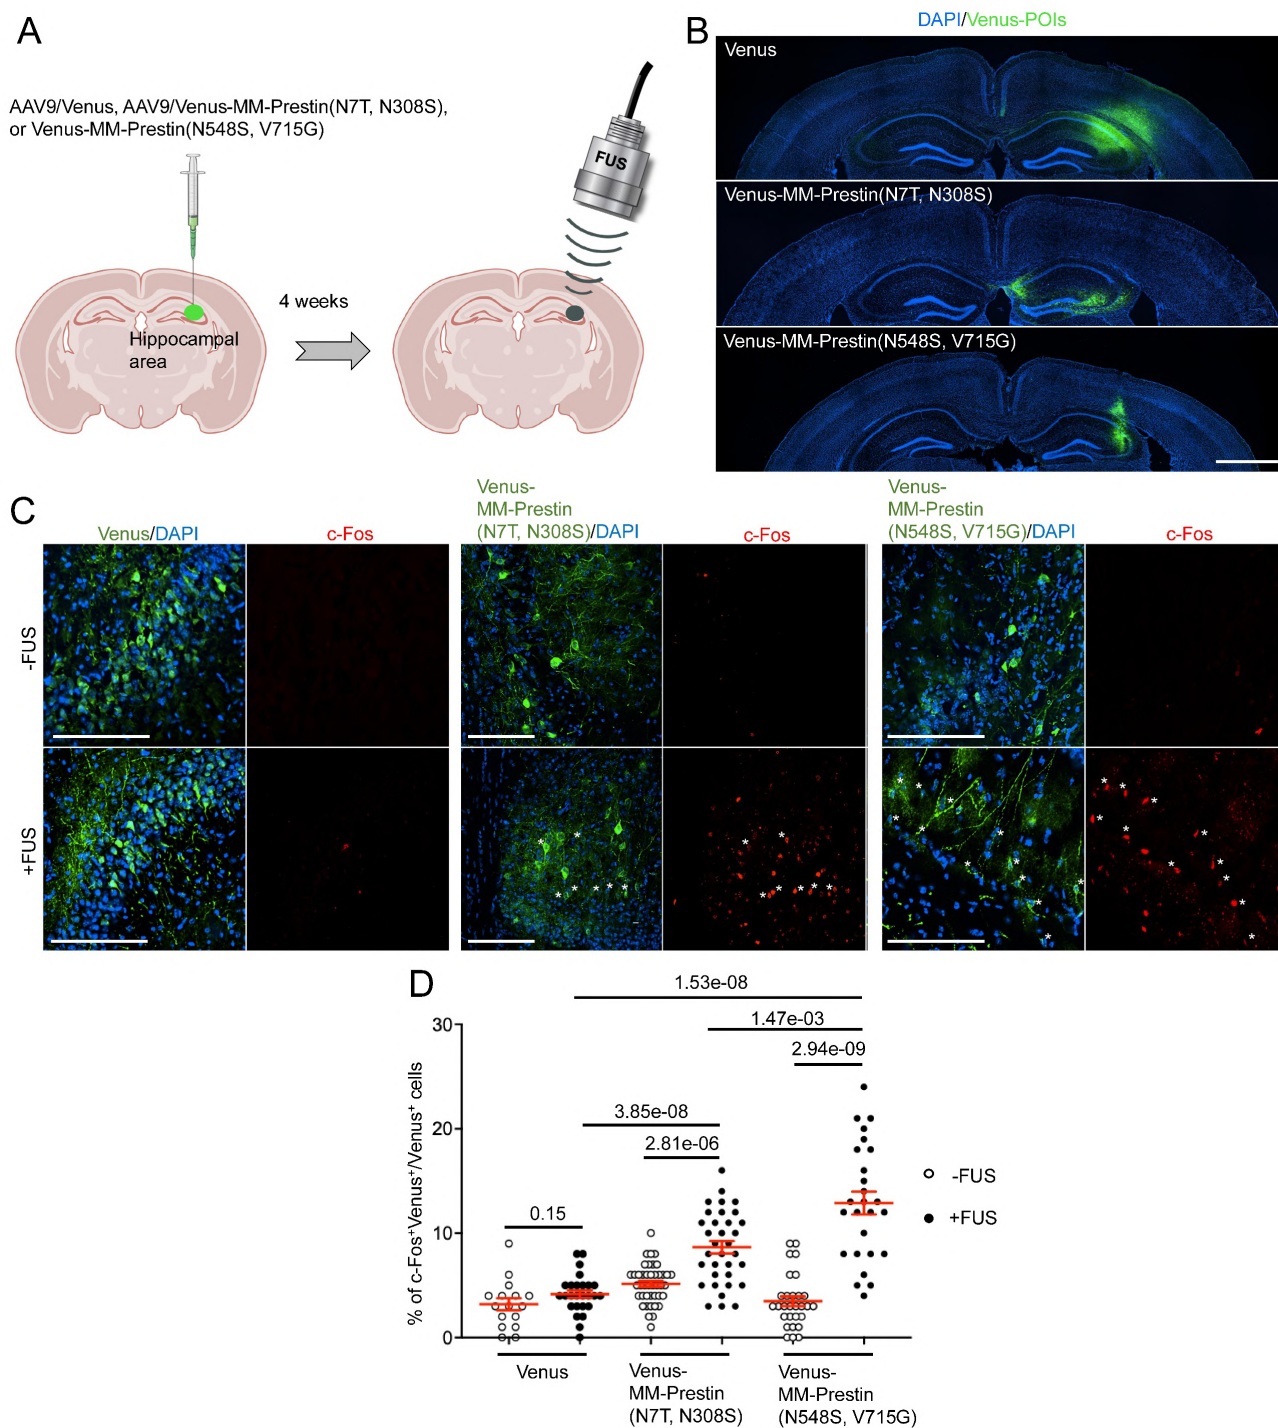 A
AAV9/Venus, AAV9/Venus-MM-Prestin(N7T, N308S),
or Venus-MM-Prestin(N548S, V715G)
FUS
4 weeks
Hippocampal
area
B
DAPI/Venus-POIs
Venus
Venus-MM-Prestin(N7T, N308S)
Venus-MM-Prestin(N548S, V715G)
C
Venus/DAPI
c-Fos
Venus-
MM-Prestin
(N7T, N308S)/DAPI
c-Fos
Venus-
MM-Prestin
(N548S, V715G)/DAPI
c-Fos
-FUS
* * * * * * *
* * * * * * *
+FUS
D
% of c-Fos⁺Venus⁺/Venus⁺ cells
30
20
10
0
1.53e-08
1.47e-03
2.94e-09
3.85e-08
2.81e-06
0.15
-FUS
+FUS
Venus
Venus-
MM-Prestin
(N7T, N308S)
Venus-
MM-Prestin
(N548S, V715G)